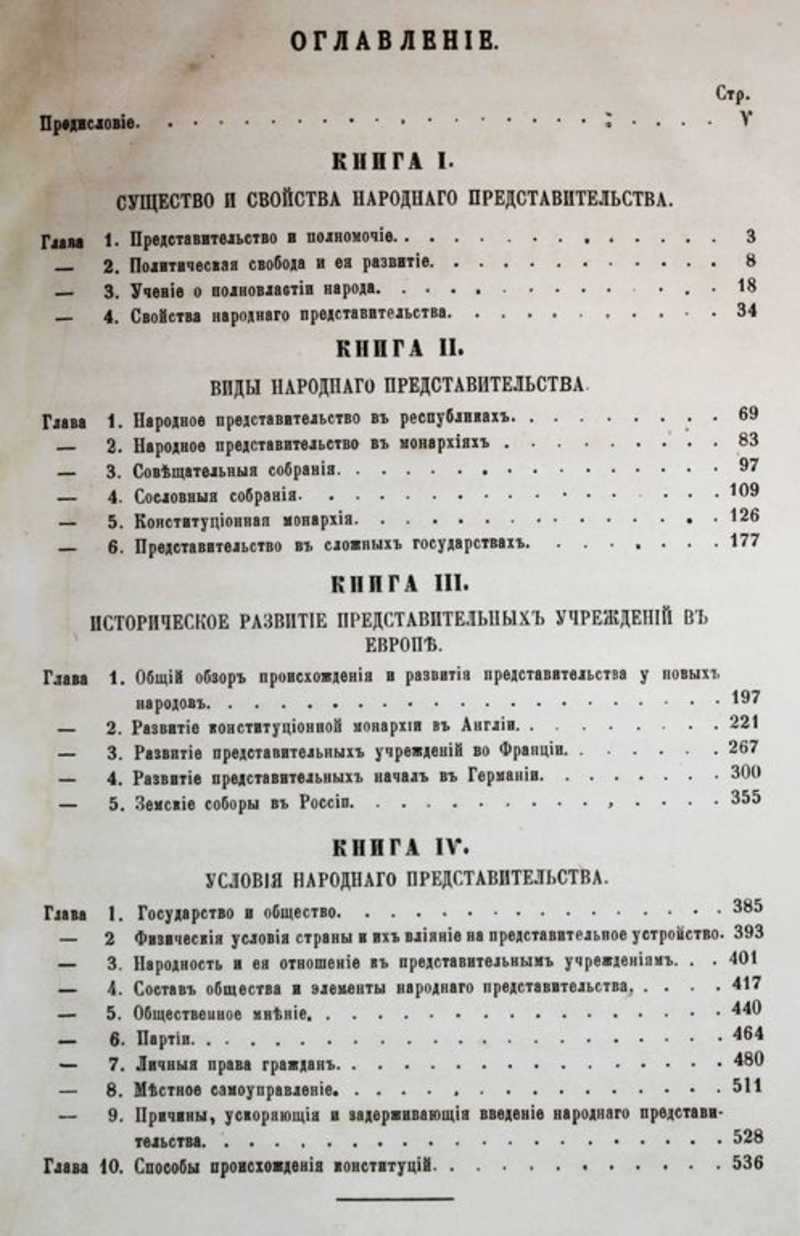 ОГЛАВЛЕНІЕ.
Стр.
Предисловіе. . . . . . . . . . . . . . . . . . . . . . V
КНИГА I.
СУЩЕСТВО И СВОЙСТВА НАРОДНАГО ПРЕДСТАВИТЕЛЬСТВА.
Глава 1. Представительство и полномочіе. . . . . . . . . . . . . . 3
— 2. Политическая свобода и ея развитіе. . . . . . . . . . . . 8
— 3. Ученіе о полновластіи народа. . . . . . . . . . . . . . 18
— 4. Свойства народнаго представительства. . . . . . . . . . . 34
КНИГА II.
ВИДЫ НАРОДНАГО ПРЕДСТАВИТЕЛЬСТВА.
Глава 1. Народное представительство въ республикахъ. . . . . . . . . 69
— 2. Народное представительство въ монархіяхъ . . . . . . . . . 83
— 3. Совѣщательныя собранія. . . . . . . . . . . . . . . . 97
— 4. Сословныя собранія. . . . . . . . . . . . . . . . . 109
— 5. Конституціонная монархія. . . . . . . . . . . . . . . 126
— 6. Представительство въ сложныхъ государствахъ. . . . . . . . 177
КНИГА III.
ИСТОРИЧЕСКОЕ РАЗВИТІЕ ПРЕДСТАВИТЕЛЬНЫХЪ УЧРЕЖДЕНІЙ ВЪ
ЕВРОПѢ.
Глава 1. Общій обзоръ происхожденія и развитія представительства у новыхъ
народовъ. . . . . . . . . . . . . . . . . . . . . 197
— 2. Развитіе конституціонной монархіи въ Англіи. . . . . . . . . 221
— 3. Развитіе представительныхъ учрежденій во Франціи. . . . . . . 267
— 4. Развитіе представительныхъ началъ въ Германіи. . . . . . . . 300
— 5. Земскіе соборы въ Россіи. . . . . . . . . . . . . . . 355
КНИГА IV.
УСЛОВІЯ НАРОДНАГО ПРЕДСТАВИТЕЛЬСТВА.
Глава 1. Государство и общество. . . . . . . . . . . . . . . . 385
— 2 Физическія условія страны и ихъ вліяніе на представительное устройство. 393
— 3. Народность и ея отношеніе къ представительнымъ учрежденіямъ. . . 401
— 4. Составъ общества и элементы народнаго представительства. . . . . 417
— 5. Общественное мнѣніе. . . . . . . . . . . . . . . . . 440
— 6. Партіи. . . . . . . . . . . . . . . . . . . . . . 464
— 7. Личныя права гражданъ. . . . . . . . . . . . . . . . 480
— 8. Мѣстное самоуправленіе. . . . . . . . . . . . . . . . 511
— 9. Причины, ускоряющія и задерживающія введеніе народнаго представи-
тельства. . . . . . . . . . . . . . . . . . . . . 528
Глава 10. Способы происхожденія конституцій. . . . . . . . . . . . 536